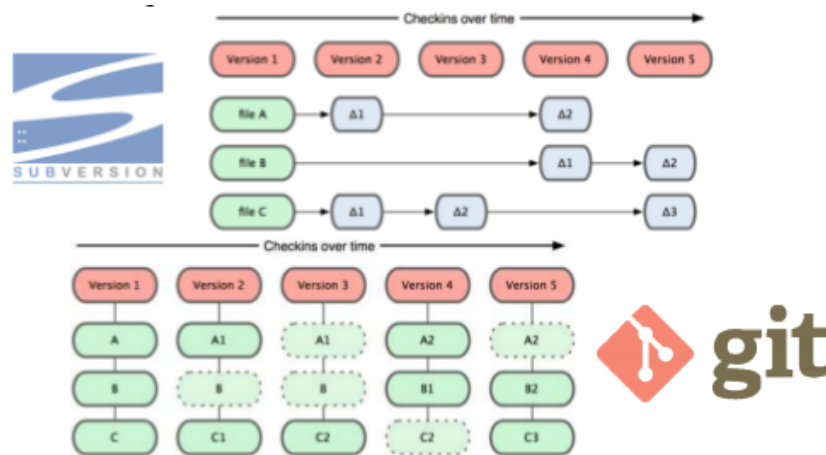 Checkins over time
Version 1 Version 2 Version 3 Version 4 Version 5
file A Δ1 Δ2
file B Δ1 Δ2
SUBVERSION
file C Δ1 Δ2 Δ3
Checkins over time
Version 1 Version 2 Version 3 Version 4 Version 5
A A1 A1 A2 A2
git
B B B B1 B2
C C1 C2 C2 C3